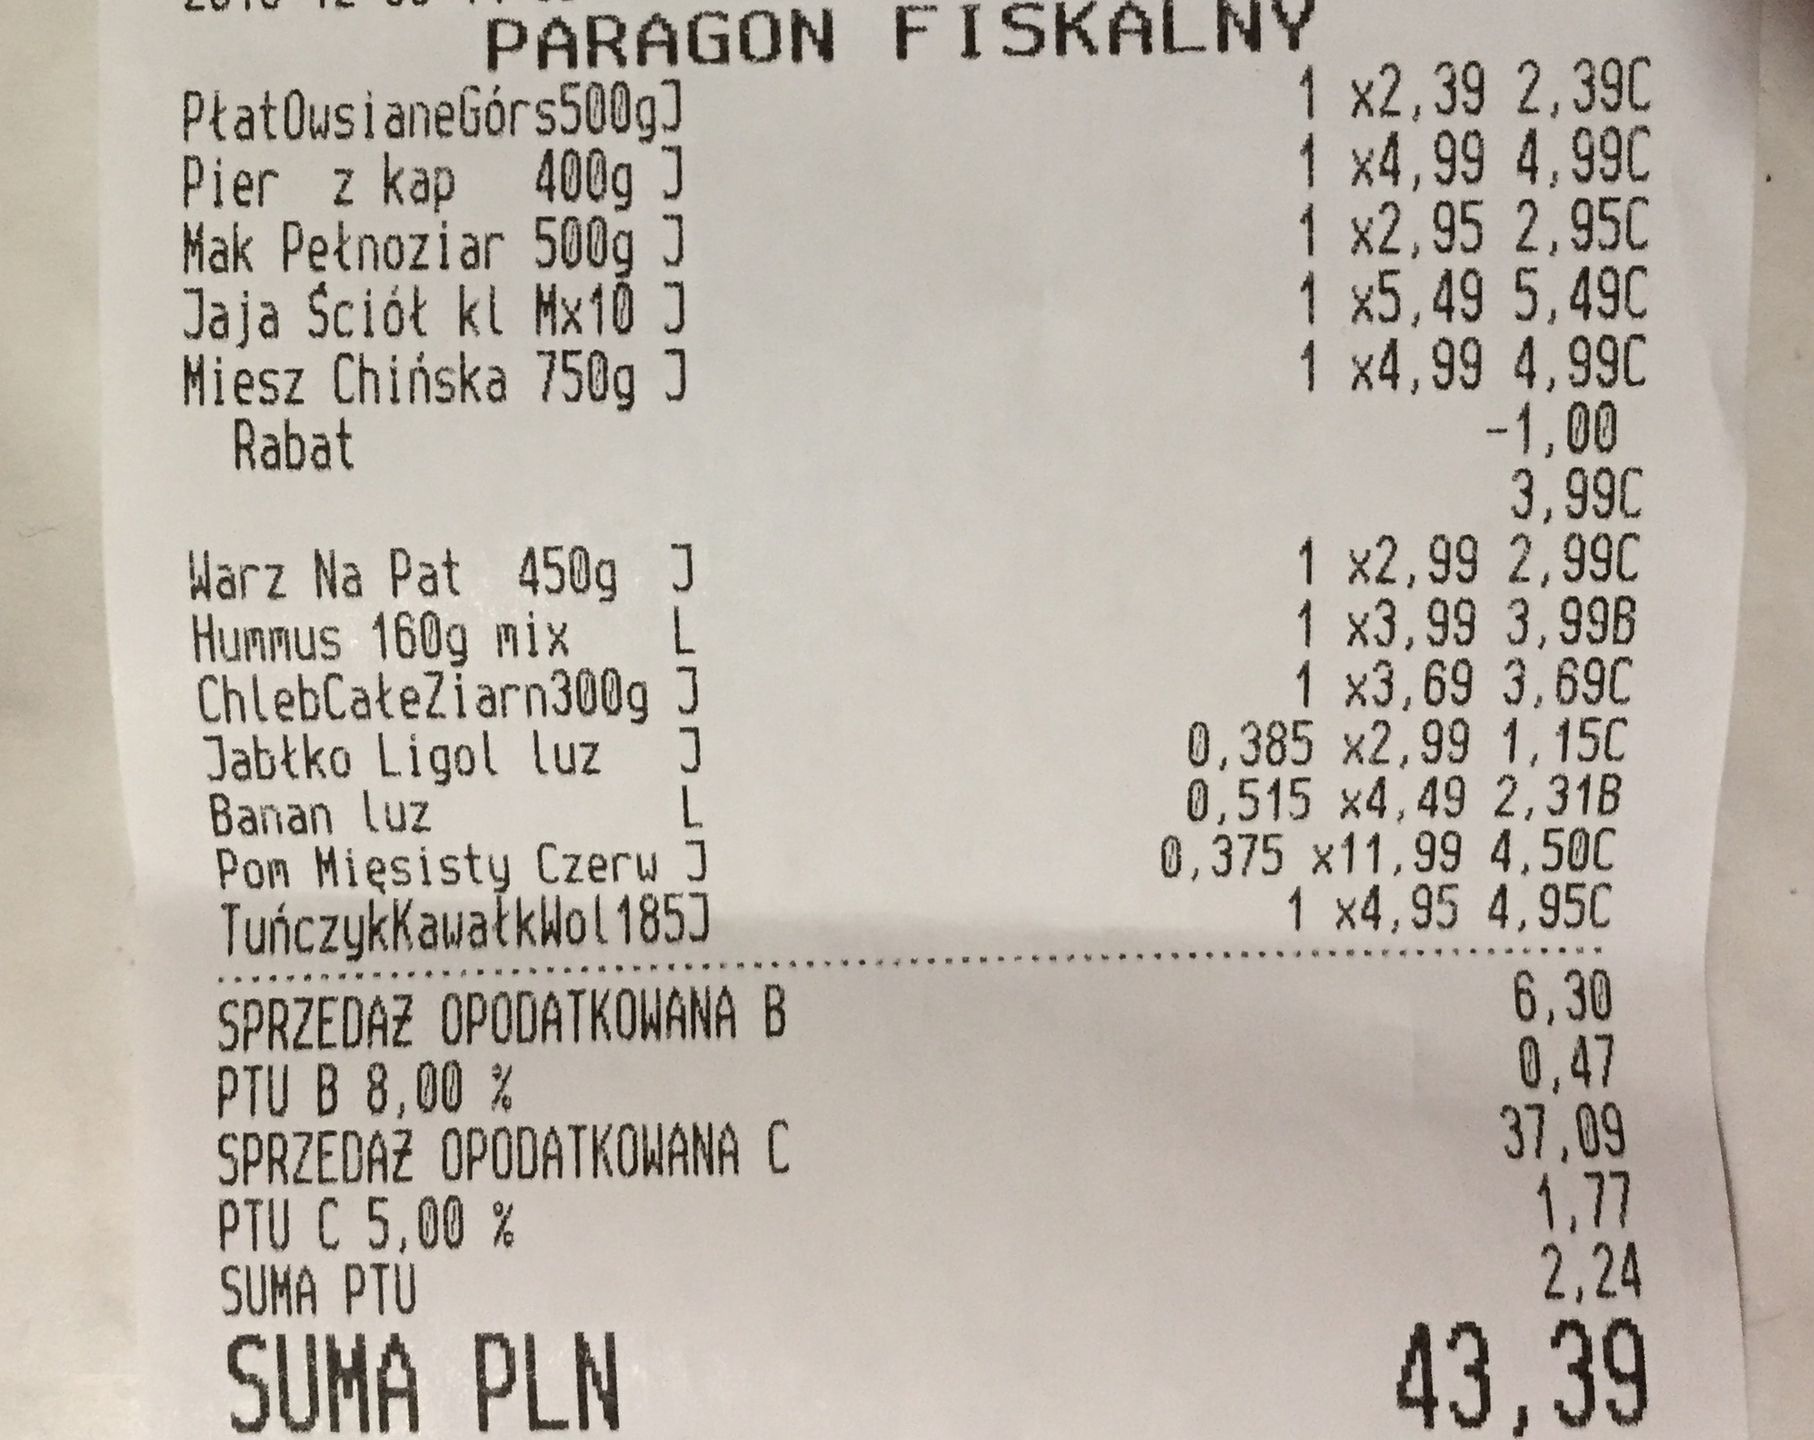 PARAGON FISKALNY
PłatOwsianeGórs500gJ 1 x2,39 2,39C
Pier z kap 400g J 1 x4,99 4,99C
Mak Pełnoziar 500g J 1 x2,95 2,95C
Jaja Ściół kl Mx10 J 1 x5,49 5,49C
Miesz Chińska 750g J 1 x4,99 4,99C
Rabat -1,00
3,99C
Warz Na Pat 450g J 1 x2,99 2,99C
Hummus 160g mix L 1 x3,99 3,99B
ChlebCałeZiarn300g J 1 x3,69 3,69C
Jabłko Ligol luz J 0,385 x2,99 1,15C
Banan luz L 0,515 x4,49 2,31B
Pom Mięsisty Czerw J 0,375 x11,99 4,50C
TuńczykKawałkWol185J 1 x4,95 4,95C
SPRZEDAŻ OPODATKOWANA B 6,30
PTU B 8,00 % 0,47
SPRZEDAŻ OPODATKOWANA C 37,09
PTU C 5,00 % 1,77
SUMA PTU 2,24
SUMA PLN 43,39